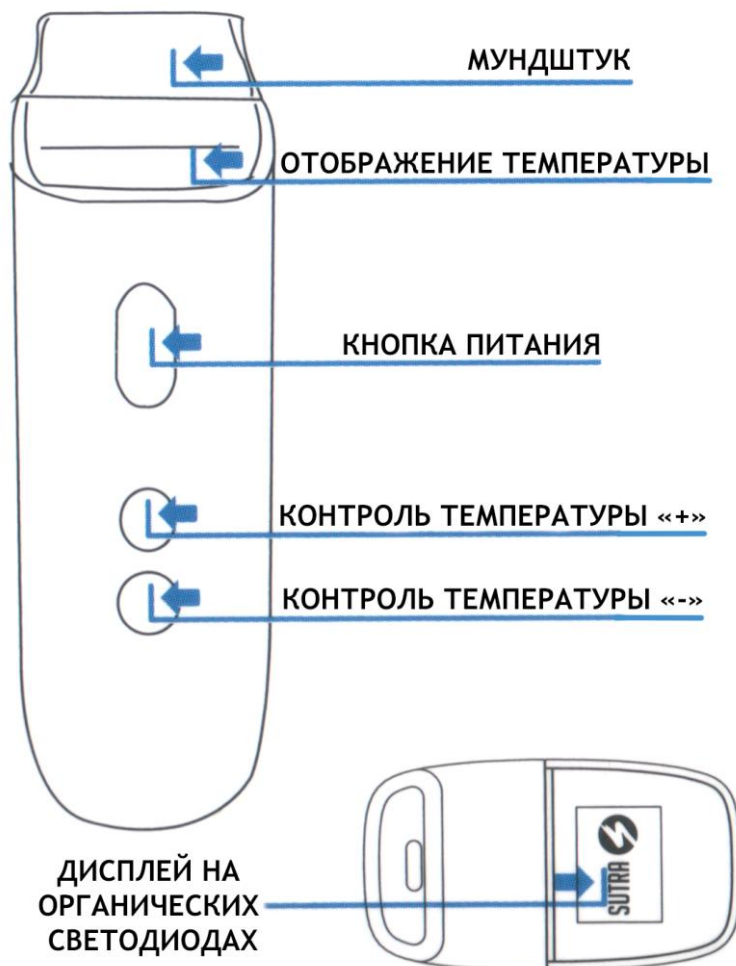 МУНДШТУК
ОТОБРАЖЕНИЕ ТЕМПЕРАТУРЫ
КНОПКА ПИТАНИЯ
КОНТРОЛЬ ТЕМПЕРАТУРЫ «+»
КОНТРОЛЬ ТЕМПЕРАТУРЫ «-»
ДИСПЛЕЙ НА
ОРГАНИЧЕСКИХ
СВЕТОДИОДАХ
SUTRA